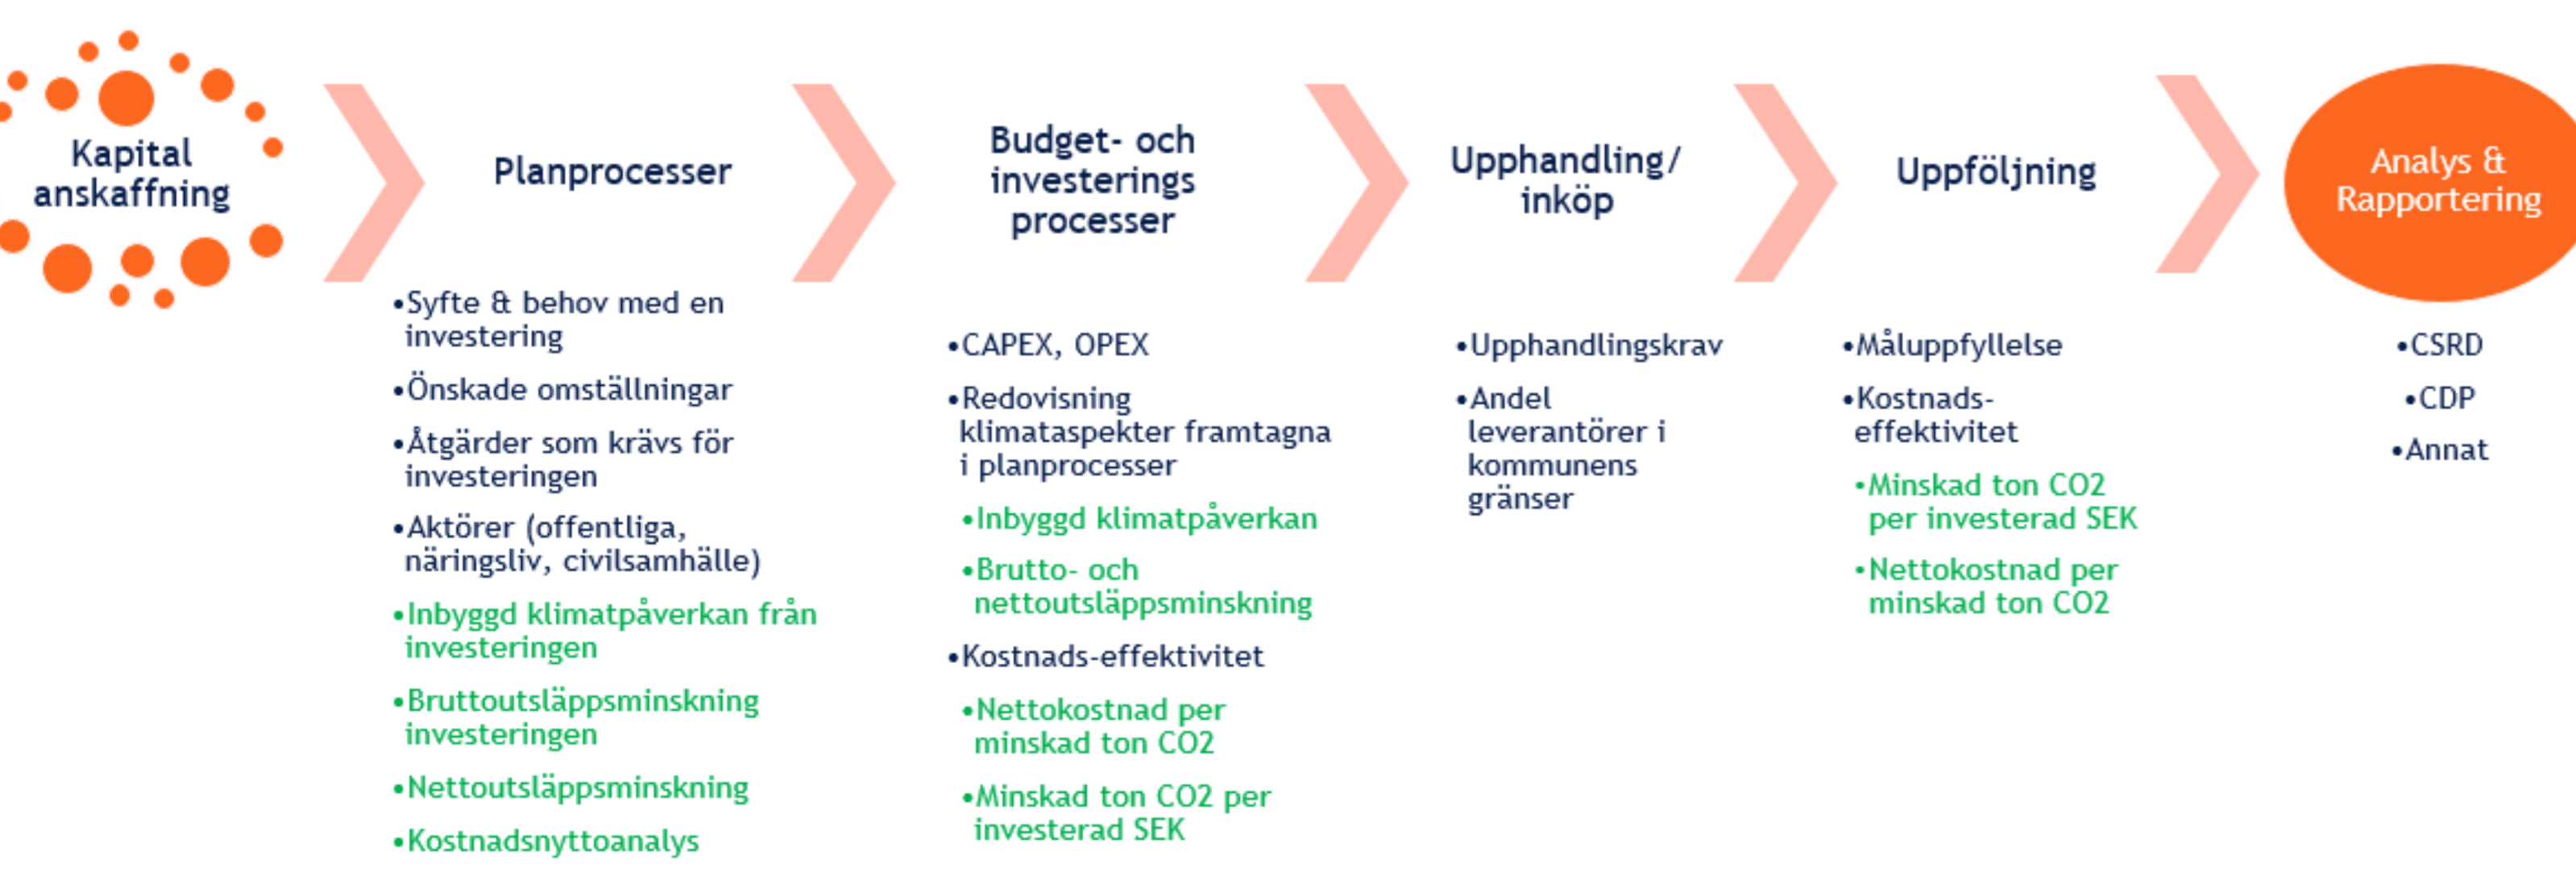 Kapital
anskaffning
Planprocesser
•Syfte & behov med en
investering
•Önskade omställningar
•Åtgärder som krävs för
investeringen
•Aktörer (offentliga,
näringsliv, civilsamhälle)
•Inbyggd klimatpåverkan från
investeringen
•Bruttoutsläppsminskning
investeringen
•Nettoutsläppsminskning
•Kostnadsnyttoanalys
Budget- och
investerings
processer
•CAPEX, OPEX
•Redovisning
klimataspekter framtagna
i planprocesser
•Inbyggd klimatpåverkan
•Brutto- och
nettoutsläppsminskning
•Kostnads-effektivitet
•Nettokostnad per
minskad ton CO2
•Minskad ton CO2 per
investerad SEK
Upphandling/
inköp
•Upphandlingskrav
•Andel
leverantörer i
kommunens
gränser
Uppföljning
•Måluppfyllelse
•Kostnads-
effektivitet
•Minskad ton CO2
per investerad SEK
•Nettokostnad per
minskad ton CO2
Analys &
Rapportering
•CSRD
•CDP
•Annat